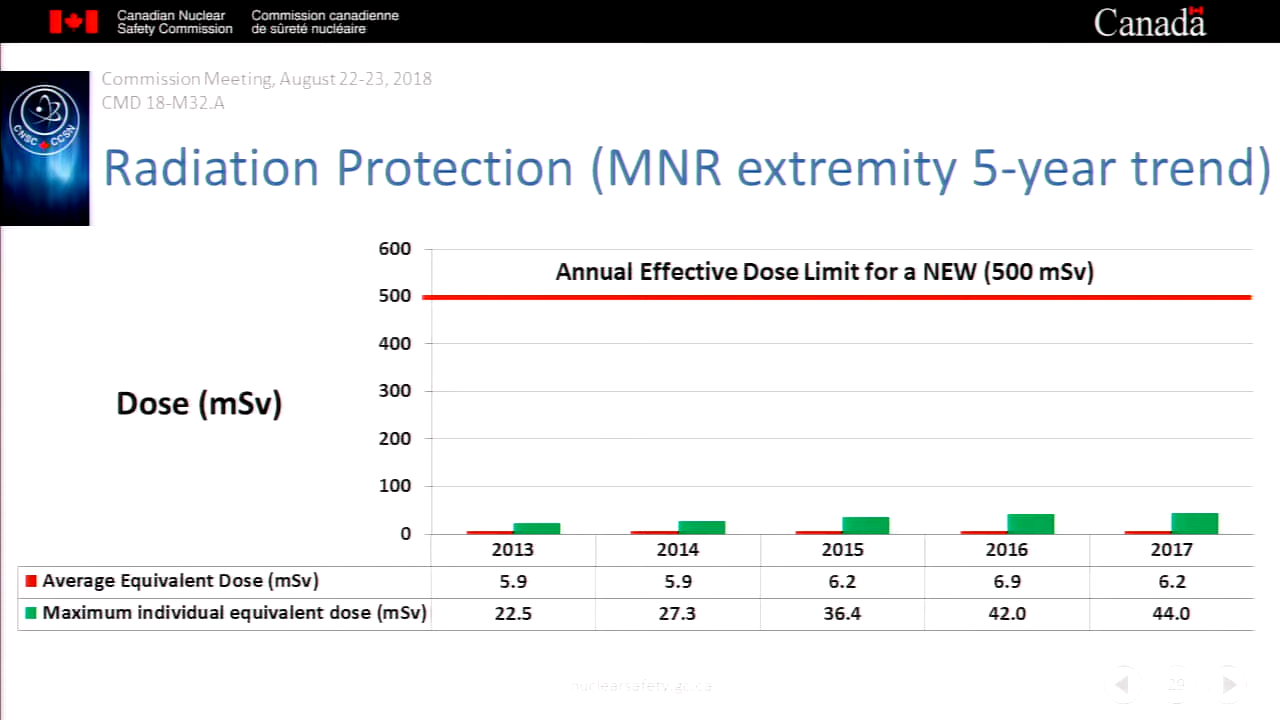 Canadian Nuclear Safety Commission
Commission canadienne de sûreté nucléaire
Canada
Commission Meeting, August 22-23, 2018
CMD 18-M32.A
CNSC CCSN
Radiation Protection (MNR extremity 5-year trend)
600
Annual Effective Dose Limit for a NEW (500 mSv)
500
400
300
Dose (mSv)
200
100
0
2013 2014 2015 2016 2017
Average Equivalent Dose (mSv) 5.9 5.9 6.2 6.9 6.2
Maximum individual equivalent dose (mSv) 22.5 27.3 36.4 42.0 44.0
nuclearsafety.gc.ca
29